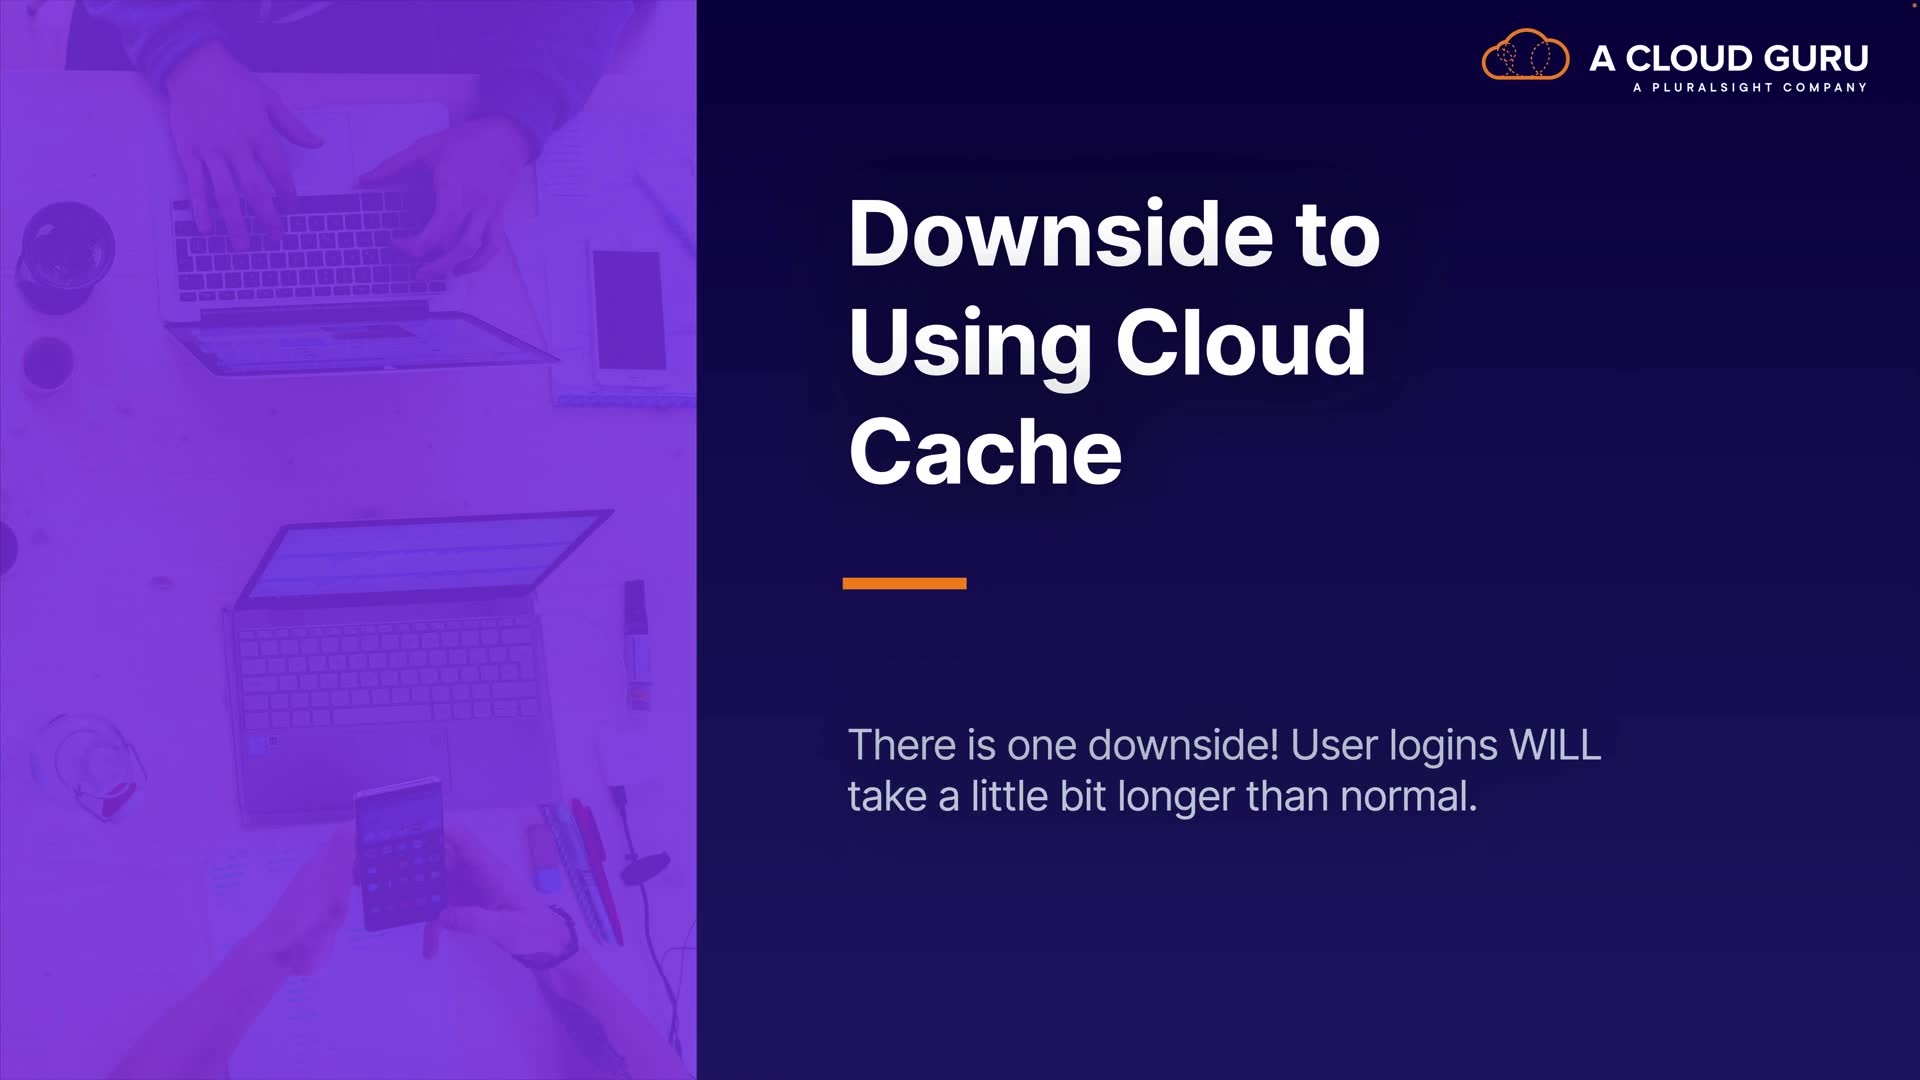 A CLOUD GURU
A PLURALSIGHT COMPANY
Downside to
Using Cloud
Cache
There is one downside! User logins WILL
take a little bit longer than normal.